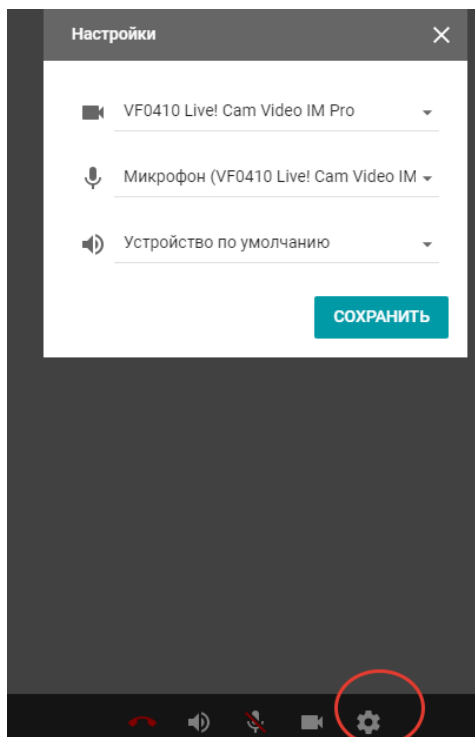 Настройки
VF0410 Live! Cam Video IM Pro
Микрофон (VF0410 Live! Cam Video IM
Устройство по умолчанию
СОХРАНИТЬ